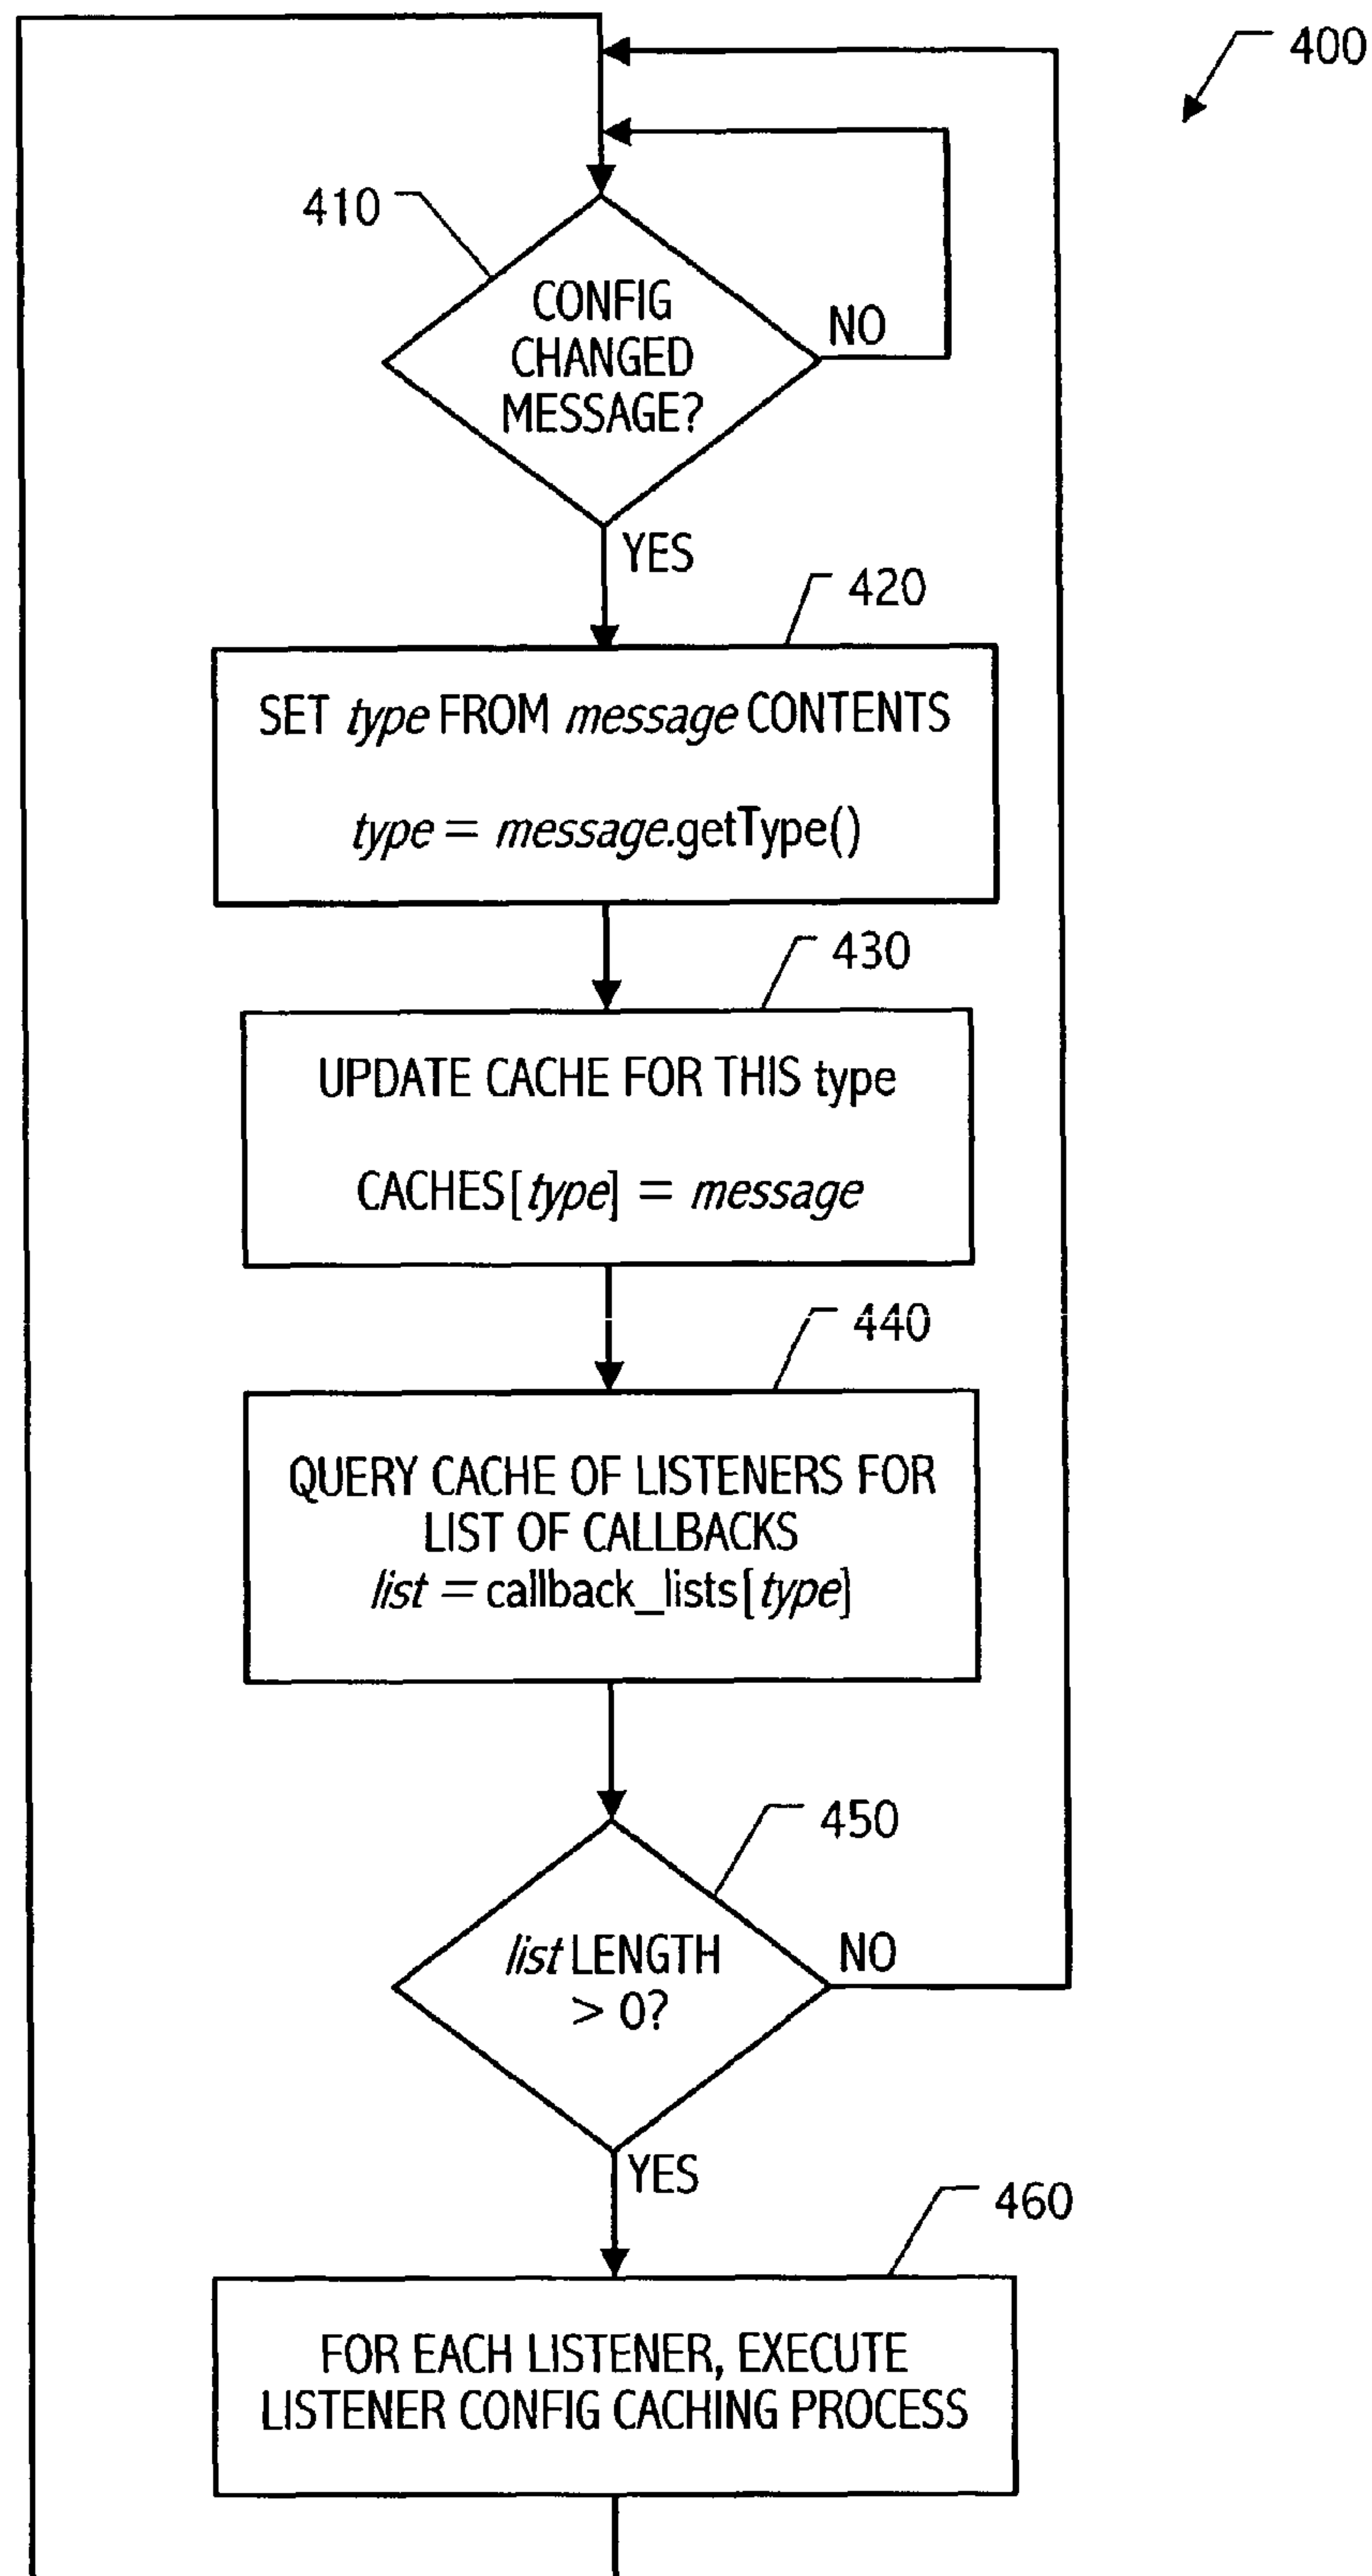 400
410
CONFIG
CHANGED
MESSAGE?
NO
YES
420
SET type FROM message CONTENTS
type = message.getType()
430
UPDATE CACHE FOR THIS type
CACHES[type] = message
440
QUERY CACHE OF LISTENERS FOR
LIST OF CALLBACKS
list = callback_lists[type]
450
list LENGTH
> 0?
NO
YES
460
FOR EACH LISTENER, EXECUTE
LISTENER CONFIG CACHING PROCESS